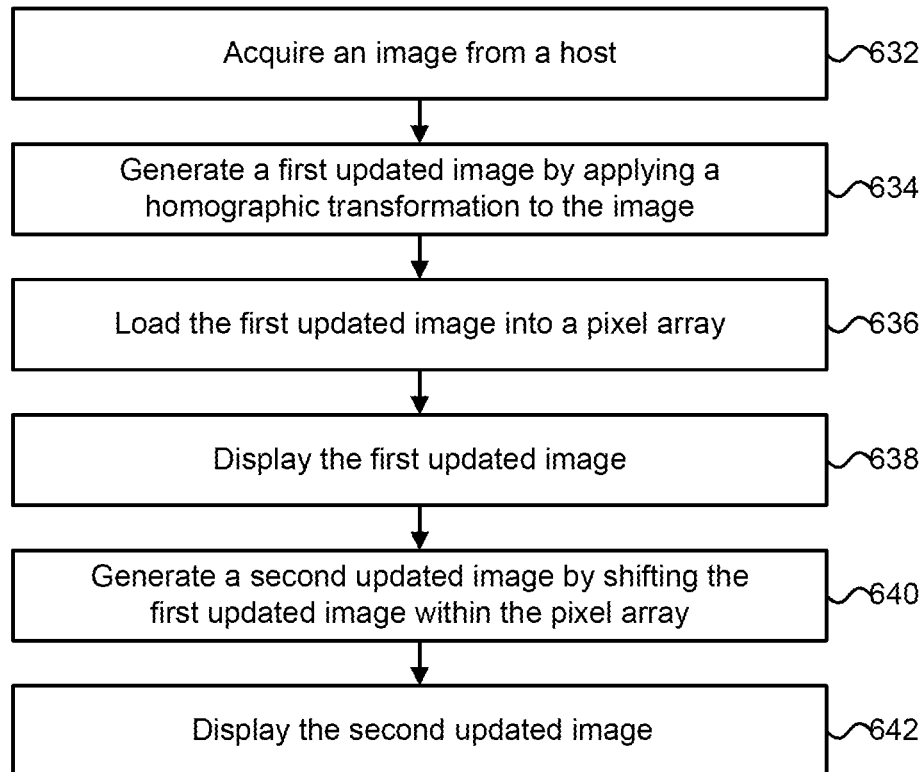 Acquire an image from a host
632
Generate a first updated image by applying a
homographic transformation to the image
634
Load the first updated image into a pixel array
636
Display the first updated image
638
Generate a second updated image by shifting the
first updated image within the pixel array
640
Display the second updated image
642